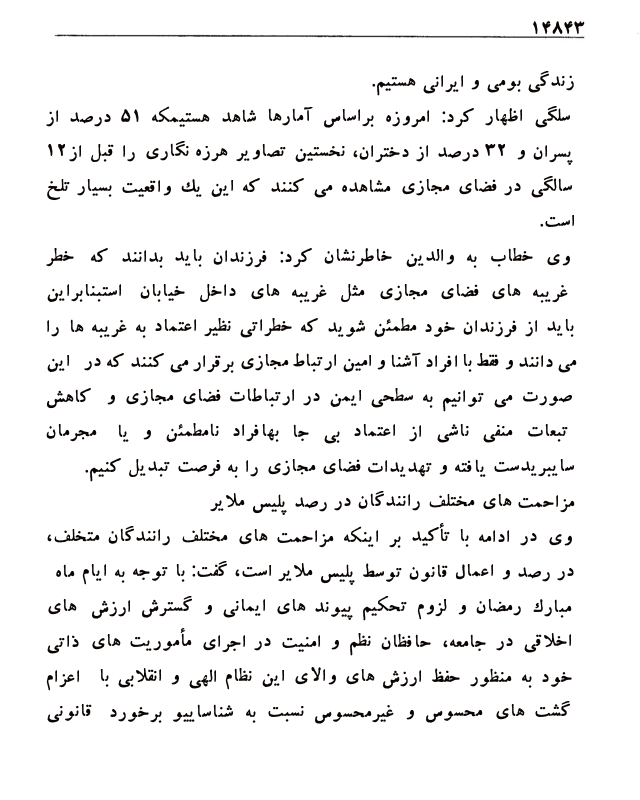 ۱۴۸۴۳
زندگی بومی و ایرانی هستیم.
سلگی اظهار کرد: امروزه براساس آمارها شاهد هستیمکه ۵۱ درصد از
پسران و ۳۲ درصد از دختران، نخستین تصاویر هرزه نگاری را قبل از۱۲
سالگی در فضای مجازی مشاهده می کنند که این یك واقعیت بسیار تلخ
است.
وی خطاب به والدین خاطرنشان کرد: فرزندان باید بدانند که خطر
غریبه های فضای مجازی مثل غریبه های داخل خیابان استبنابراین
باید از فرزندان خود مطمئن شوید که خطراتی نظیر اعتماد به غریبه ها را
می دانند و فقط با افراد آشنا و امین ارتباط مجازی برقرار می کنند که در این
صورت می توانیم به سطحی ایمن در ارتباطات فضای مجازی و کاهش
تبعات منفی ناشی از اعتماد بی جا بهافراد نامطمئن و یا مجرمان
سایبریدست یافته و تهدیدات فضای مجازی را به فرصت تبدیل کنیم.
مزاحمت های مختلف رانندگان در رصد پلیس ملایر
وی در ادامه با تأکید بر اینکه مزاحمت های مختلف رانندگان متخلف،
در رصد و اعمال قانون توسط پلیس ملایر است، گفت: با توجه به ایام ماه
مبارك رمضان و لزوم تحکیم پیوند های ایمانی و گسترش ارزش های
اخلاقی در جامعه، حافظان نظم و امنیت در اجرای مأموریت های ذاتی
خود به منظور حفظ ارزش های والای این نظام الهی و انقلابی با اعزام
گشت های محسوس و غیرمحسوس نسبت به شناساییو برخورد قانونی